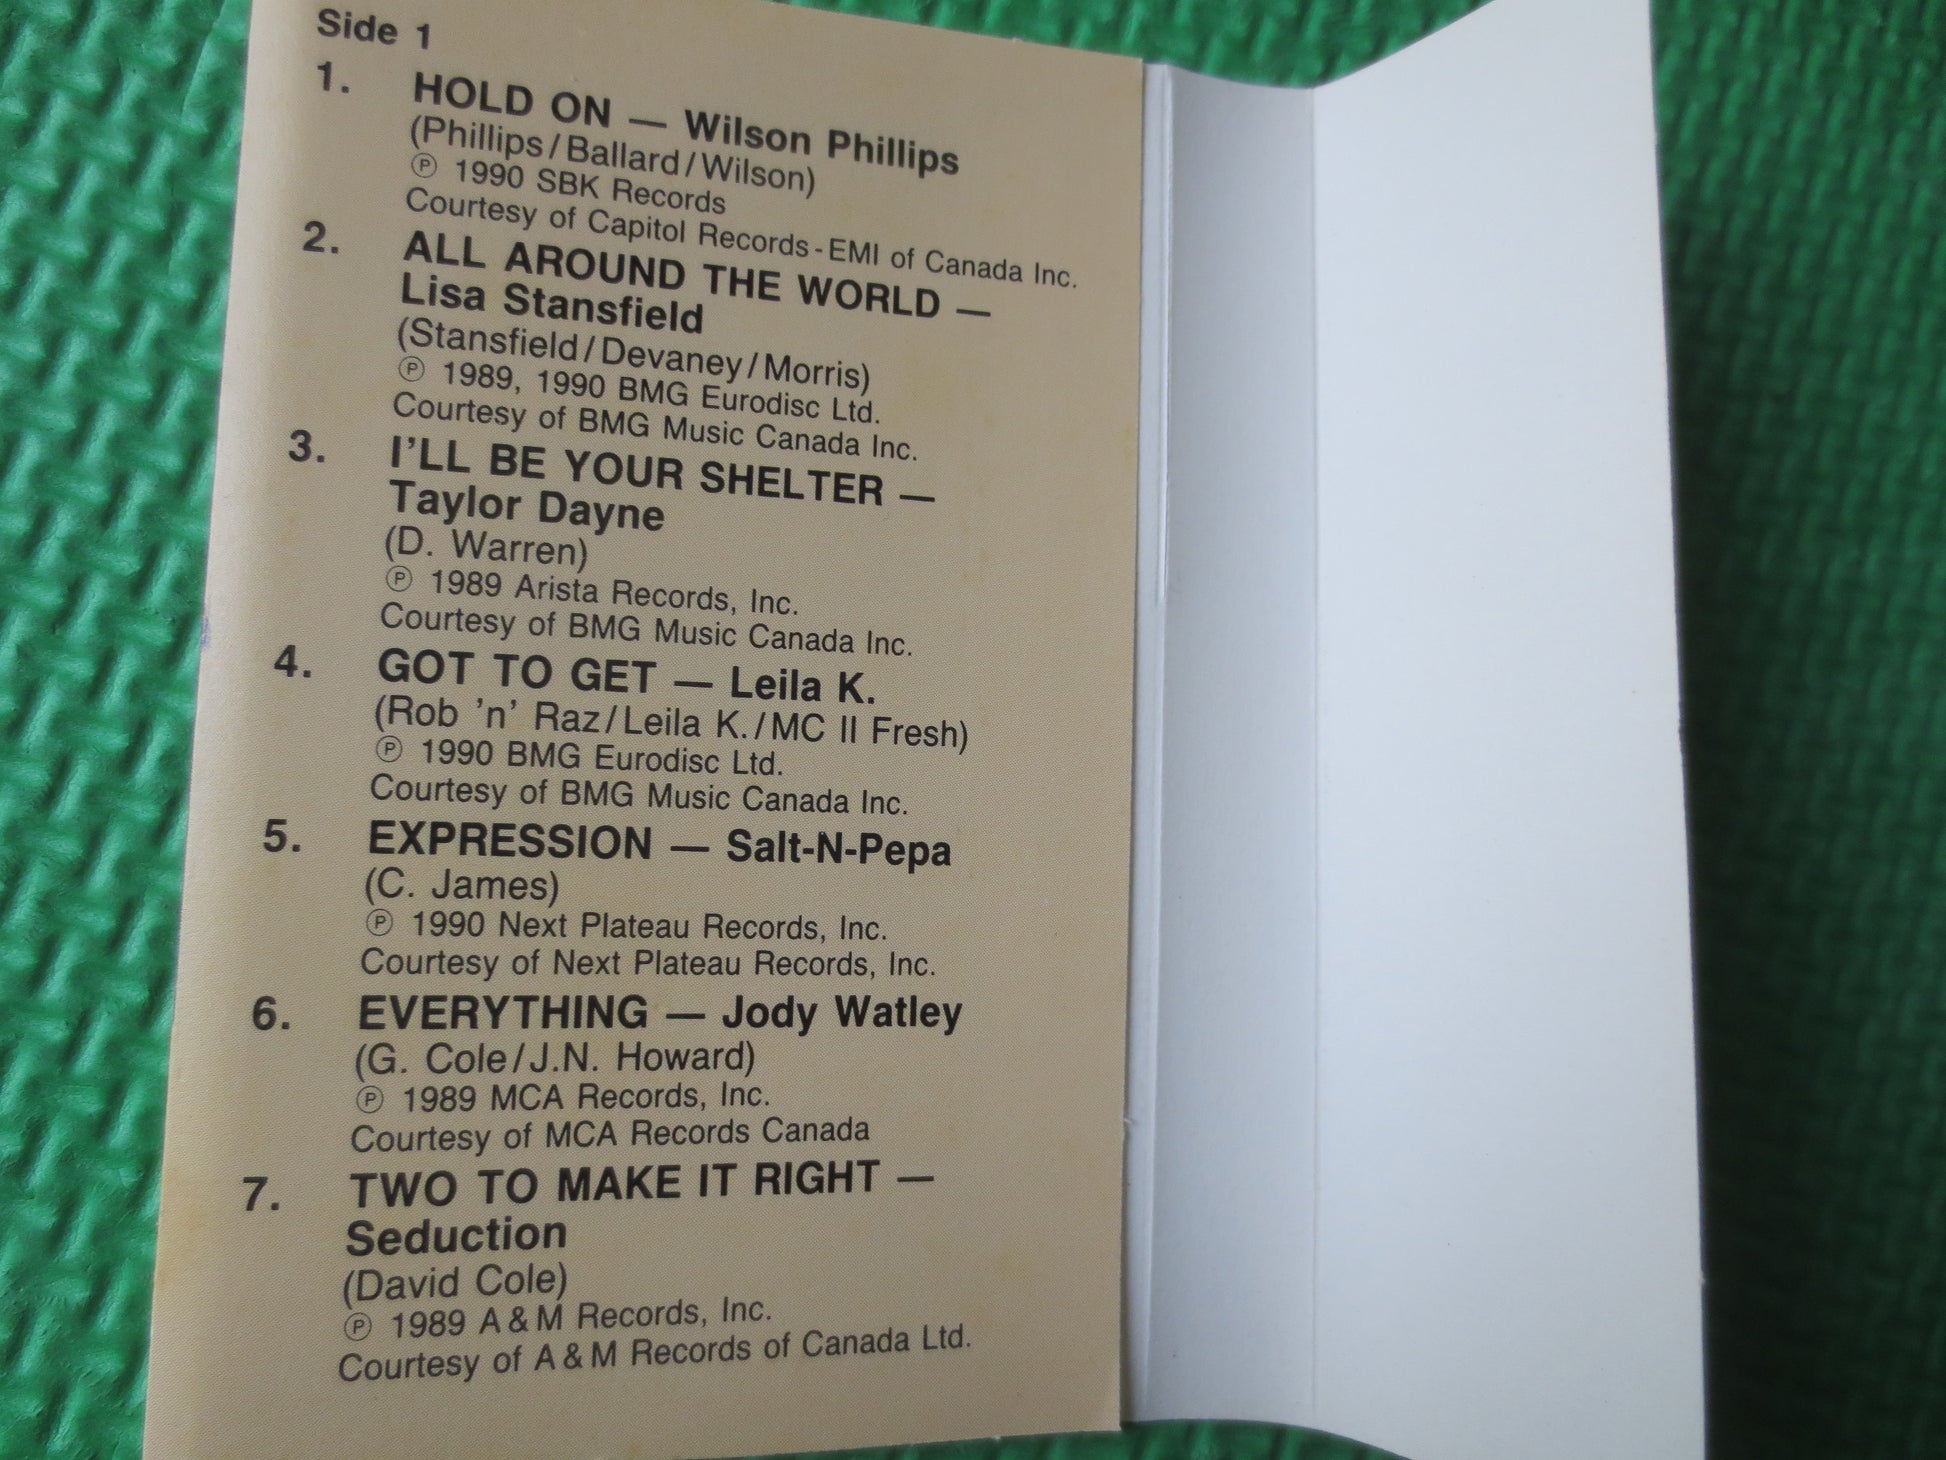 Side 1
1. HOLD ON — Wilson Phillips
(Phillips/Ballard/Wilson)
Ⓟ 1990 SBK Records
Courtesy of Capitol Records-EMI of Canada Inc.
2. ALL AROUND THE WORLD —
Lisa Stansfield
(Stansfield/Devaney/Morris)
Ⓟ 1989, 1990 BMG Eurodisc Ltd.
Courtesy of BMG Music Canada Inc.
3. I'LL BE YOUR SHELTER —
Taylor Dayne
(D. Warren)
Ⓟ 1989 Arista Records, Inc.
Courtesy of BMG Music Canada Inc.
4. GOT TO GET — Leila K.
(Rob 'n' Raz/Leila K./MC II Fresh)
Ⓟ 1990 BMG Eurodisc Ltd.
Courtesy of BMG Music Canada Inc.
5. EXPRESSION — Salt-N-Pepa
(C. James)
Ⓟ 1990 Next Plateau Records, Inc.
Courtesy of Next Plateau Records, Inc.
6. EVERYTHING — Jody Watley
(G. Cole/J.N. Howard)
Ⓟ 1989 MCA Records, Inc.
Courtesy of MCA Records Canada
7. TWO TO MAKE IT RIGHT —
Seduction
(David Cole)
Ⓟ 1989 A&M Records, Inc.
Courtesy of A&M Records of Canada Ltd.